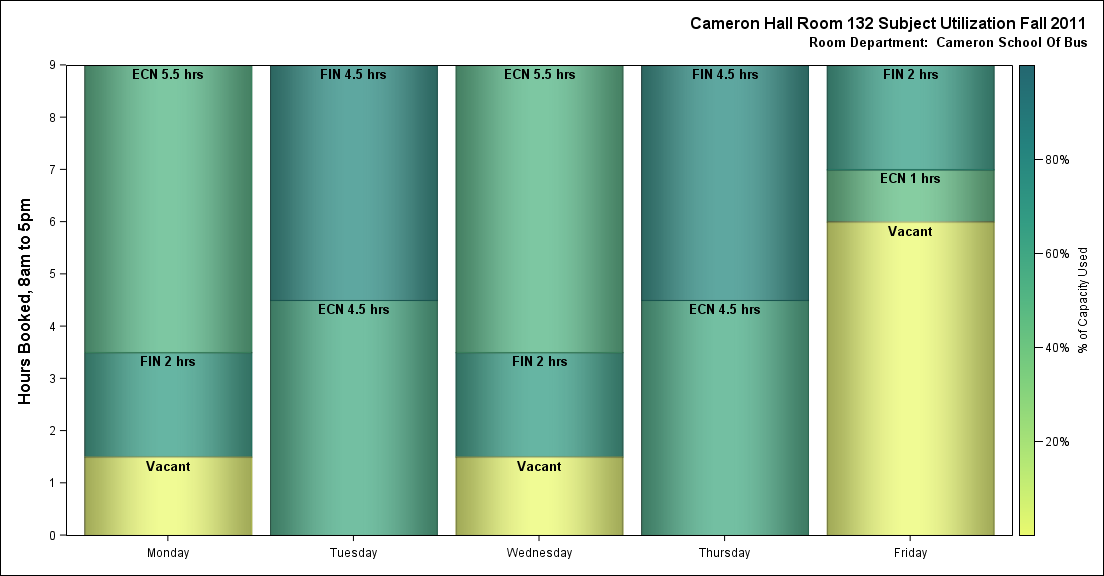 Cameron Hall Room 132 Subject Utilization Fall 2011
Room Department:  Cameron School Of Bus
Hours Booked, 8am to 5pm
9
8
7
6
5
4
3
2
1
0
ECN 5.5 hrs
FIN 2 hrs
Vacant
FIN 4.5 hrs
ECN 4.5 hrs
ECN 5.5 hrs
FIN 2 hrs
Vacant
FIN 4.5 hrs
ECN 4.5 hrs
FIN 2 hrs
ECN 1 hrs
Vacant
Monday
Tuesday
Wednesday
Thursday
Friday
80%
60%
40%
20%
% of Capacity Used